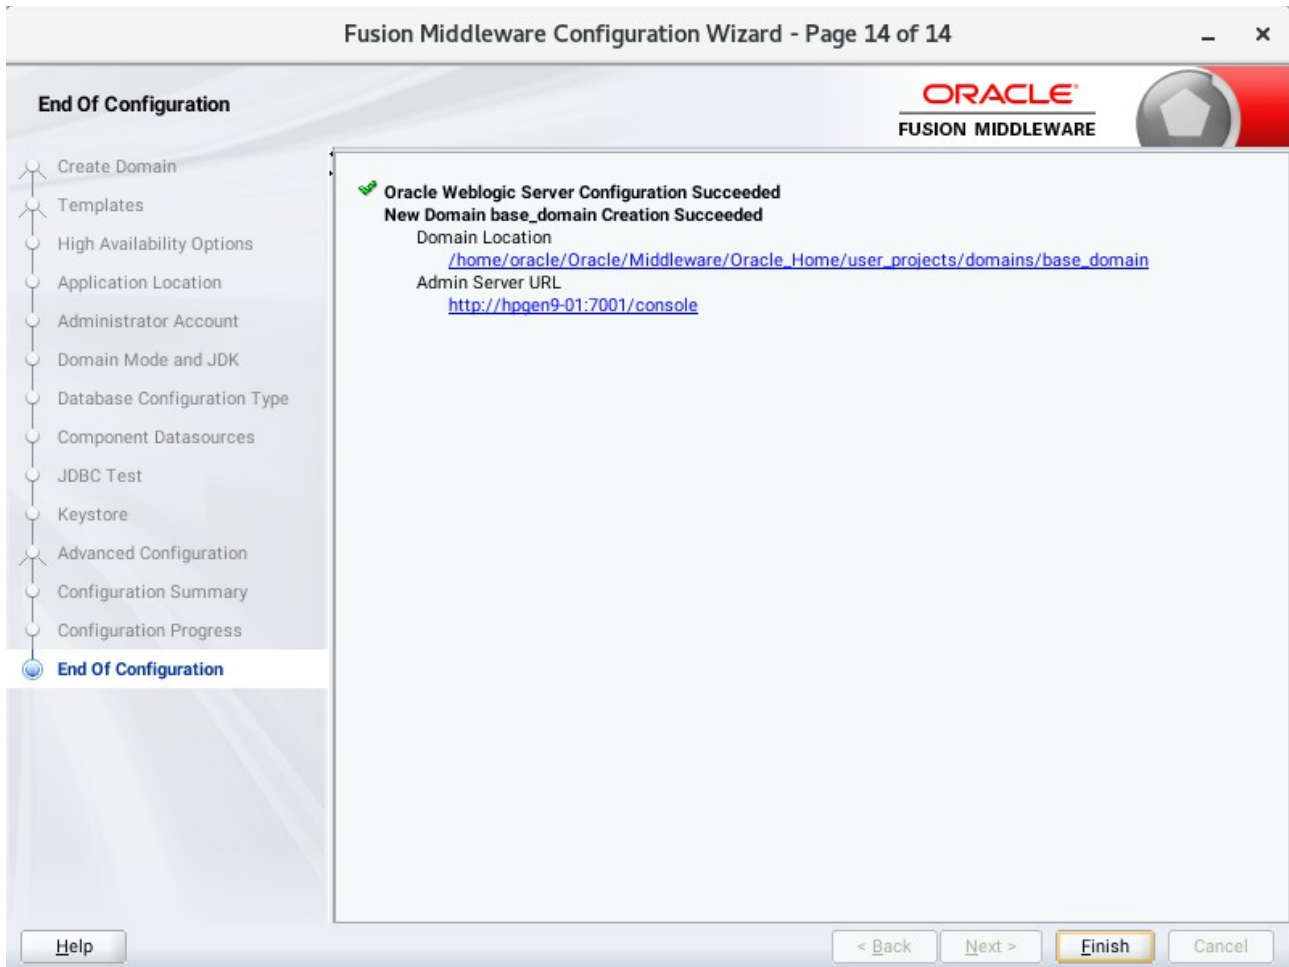 Fusion Middleware Configuration Wizard - Page 14 of 14
End Of Configuration
ORACLE
FUSION MIDDLEWARE
Create Domain
Templates
High Availability Options
Application Location
Administrator Account
Domain Mode and JDK
Database Configuration Type
Component Datasources
JDBC Test
Keystore
Advanced Configuration
Configuration Summary
Configuration Progress
End Of Configuration
Oracle Weblogic Server Configuration Succeeded
New Domain base_domain Creation Succeeded
Domain Location
/home/oracle/Oracle/Middleware/Oracle_Home/user_projects/domains/base_domain
Admin Server URL
http://hpgen9-01:7001/console
Help
< Back
Next >
Finish
Cancel